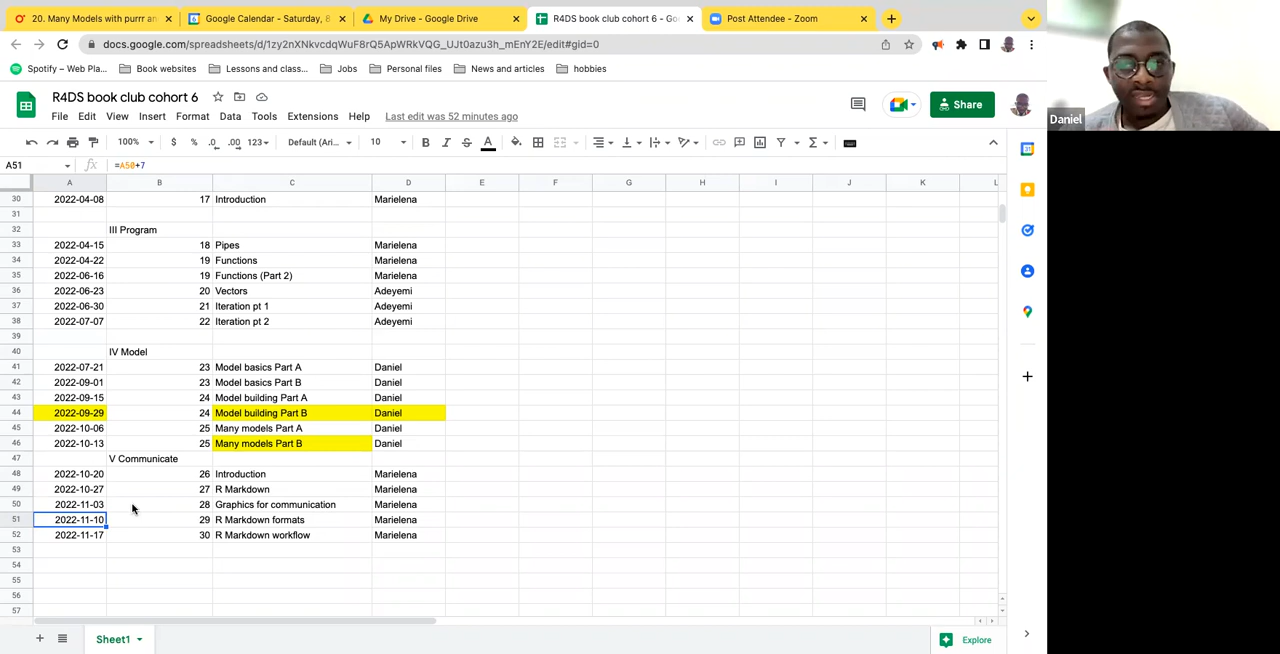 20. Many Models with purrr an
Google Calendar - Saturday, 8
My Drive - Google Drive
R4DS book club cohort 6 - Go
Post Attendee - Zoom
docs.google.com/spreadsheets/d/1zy2nXNkvcdqWuF8rQ5ApWRkVQG_UJt0azu3h_mEnY2E/edit#gid=0
Spotify – Web Pla...
Book websites
Lessons and class...
Jobs
Personal files
News and articles
hobbies
R4DS book club cohort 6
File Edit View Insert Format Data Tools Extensions Help Last edit was 52 minutes ago
Share
100% $ % .0 .00 123 Default (Ari... 10 B I S A
A51 fx =A50+7
A B C D E F G H I J K L
30 2022-04-08 17 Introduction Marielena
31
32 III Program
33 2022-04-15 18 Pipes Marielena
34 2022-04-22 19 Functions Marielena
35 2022-06-16 19 Functions (Part 2) Marielena
36 2022-06-23 20 Vectors Adeyemi
37 2022-06-30 21 Iteration pt 1 Adeyemi
38 2022-07-07 22 Iteration pt 2 Adeyemi
39
40 IV Model
41 2022-07-21 23 Model basics Part A Daniel
42 2022-09-01 23 Model basics Part B Daniel
43 2022-09-15 24 Model building Part A Daniel
44 2022-09-29 24 Model building Part B Daniel
45 2022-10-06 25 Many models Part A Daniel
46 2022-10-13 25 Many models Part B Daniel
47 V Communicate
48 2022-10-20 26 Introduction Marielena
49 2022-10-27 27 R Markdown Marielena
50 2022-11-03 28 Graphics for communication Marielena
51 2022-11-10 29 R Markdown formats Marielena
52 2022-11-17 30 R Markdown workflow Marielena
53
54
55
56
57
Sheet1
Explore
Daniel
31